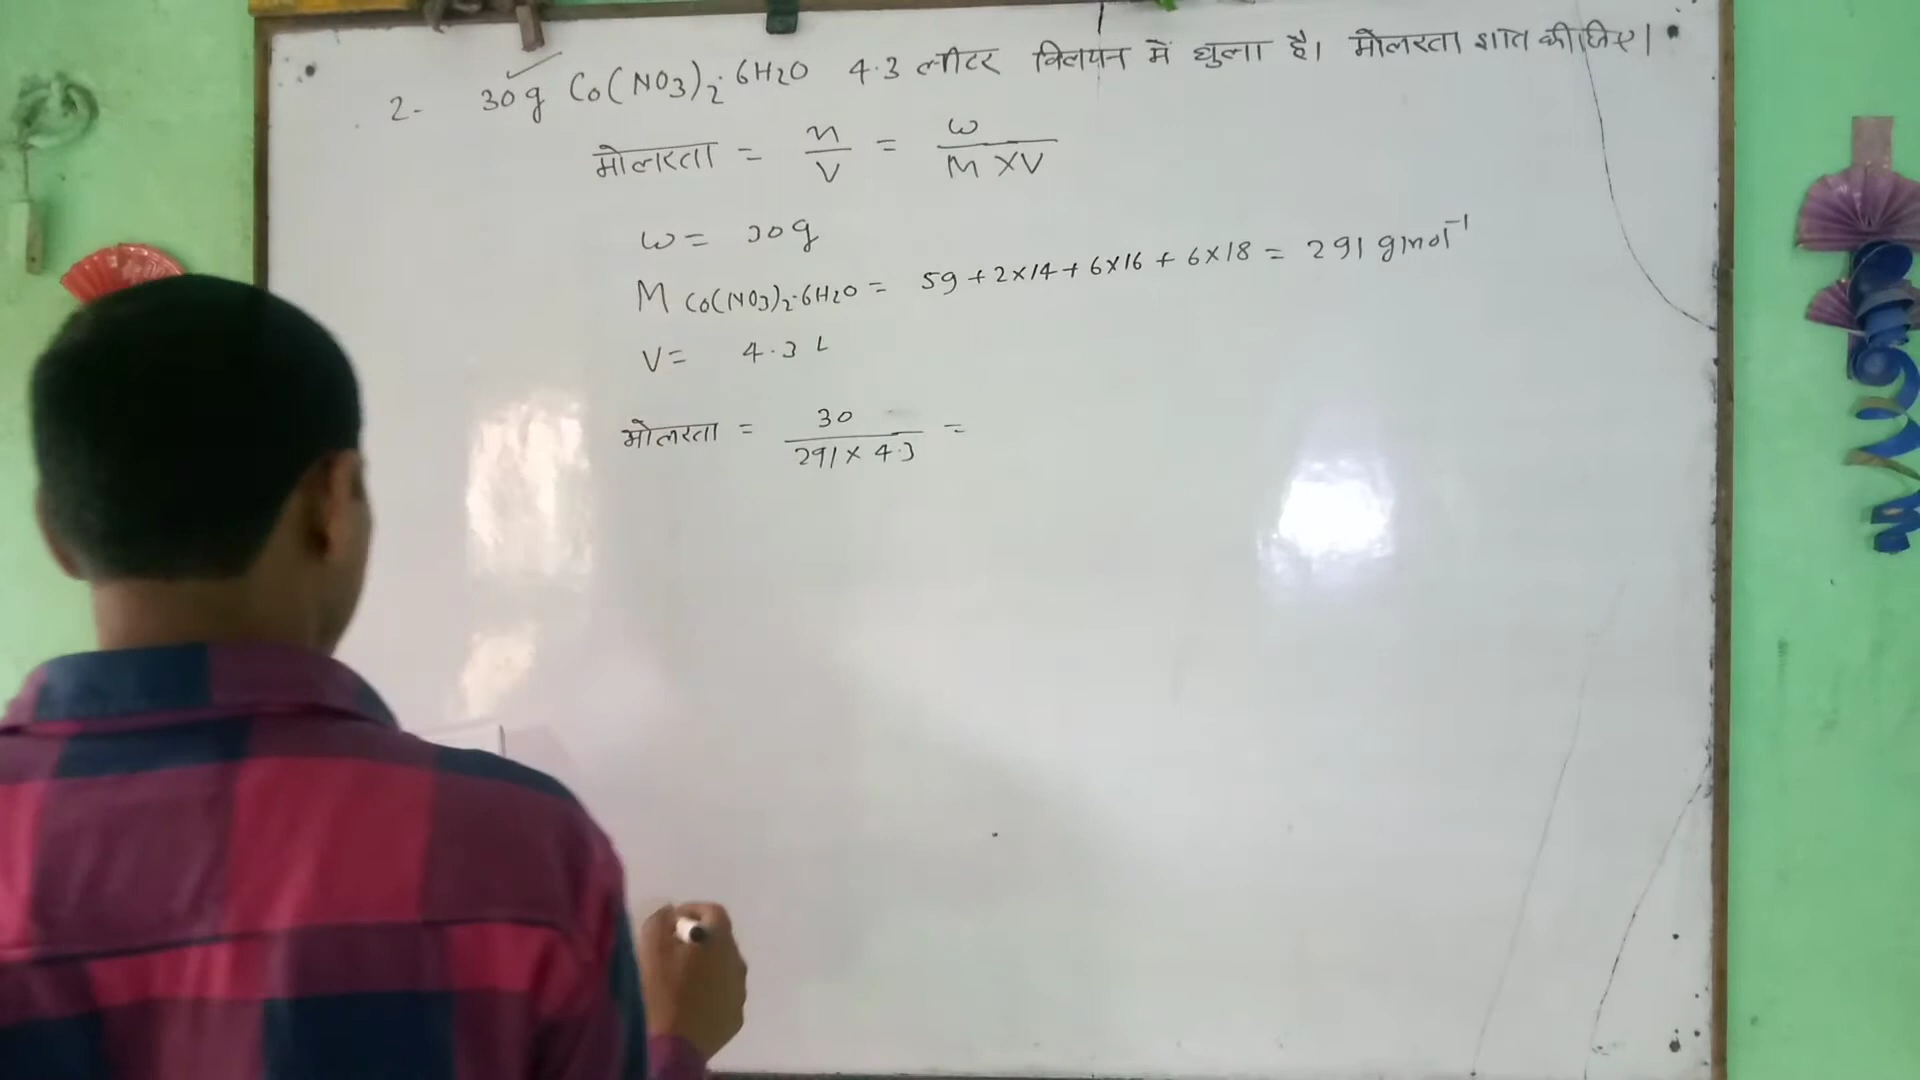 2- 30g Co(NO3)2·6H2O 4.3 लीटर विलयन में घुला है। मोलरता ज्ञात कीजिए।
मोलरता = n/V = w/M×V
w = 30g
M Co(NO3)2·6H2O = 59+2×14+6×16+6×18 = 291 gmol⁻¹
V = 4.3 L
मोलरता = 30/291×4.3 =